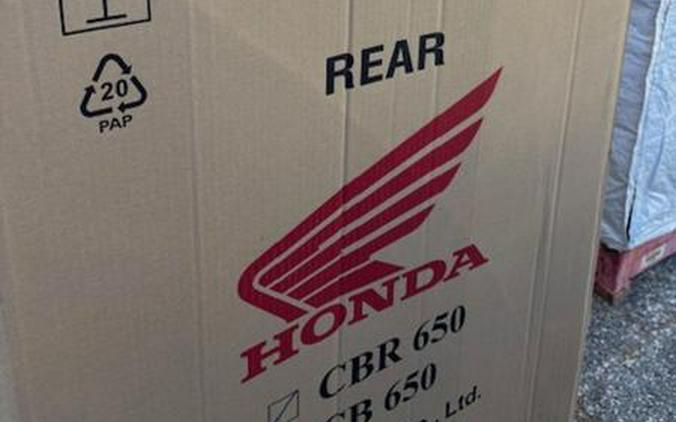 20
PAP
REAR
HONDA
CBR 650
CB 650
Ltd.